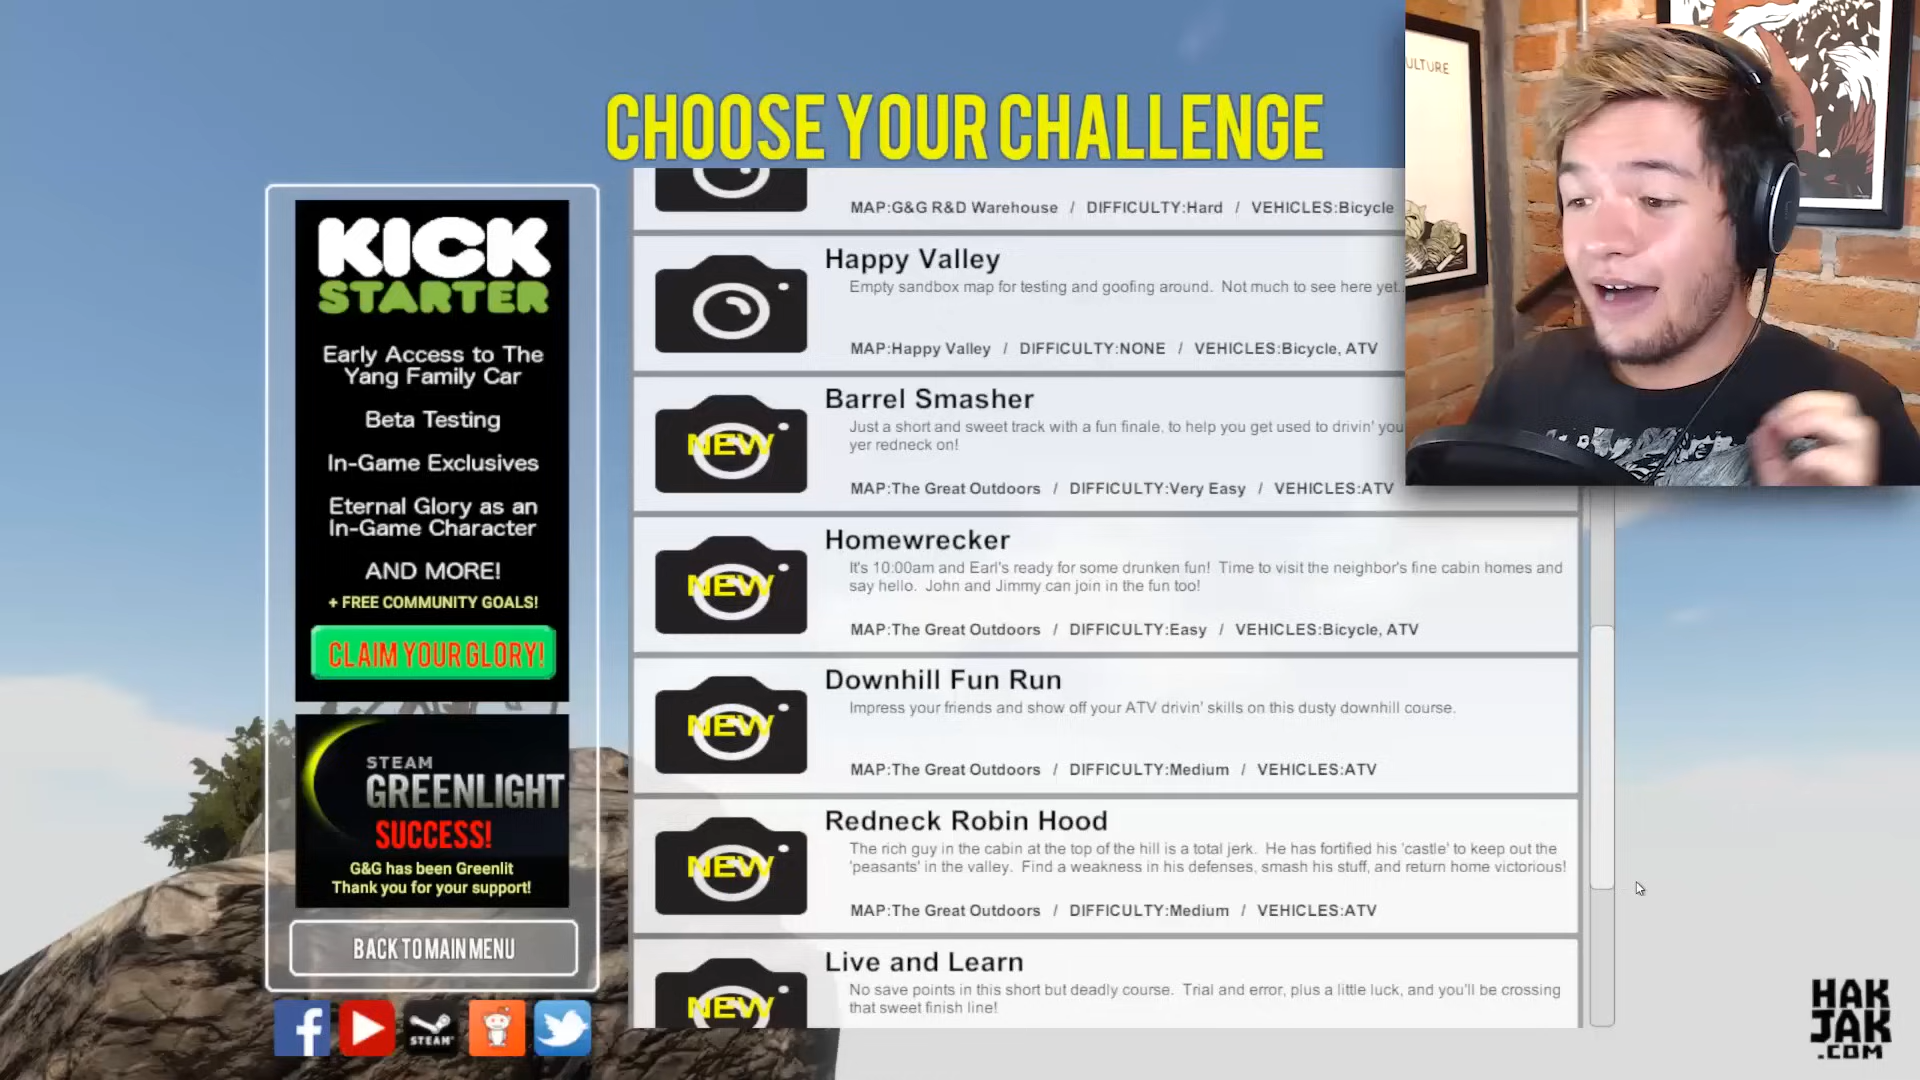 CHOOSE YOUR CHALLENGE
ULTURE
KICK
STARTER
Early Access to The
Yang Family Car
Beta Testing
In-Game Exclusives
Eternal Glory as an
In-Game Character
AND MORE!
+ FREE COMMUNITY GOALS!
CLAIM YOUR GLORY!
STEAM
GREENLIGHT
SUCCESS!
G&G has been Greenlit
Thank you for your support!
BACK TO MAIN MENU
f
STEAM
MAP:G&G R&D Warehouse / DIFFICULTY:Hard / VEHICLES:Bicycle
Happy Valley
Empty sandbox map for testing and goofing around. Not much to see here yet.
MAP:Happy Valley / DIFFICULTY:NONE / VEHICLES:Bicycle, ATV
NEW
Barrel Smasher
Just a short and sweet track with a fun finale, to help you get used to drivin' you
yer redneck on!
MAP:The Great Outdoors / DIFFICULTY:Very Easy / VEHICLES:ATV
NEW
Homewrecker
It's 10:00am and Earl's ready for some drunken fun! Time to visit the neighbor's fine cabin homes and
say hello. John and Jimmy can join in the fun too!
MAP:The Great Outdoors / DIFFICULTY:Easy / VEHICLES:Bicycle, ATV
NEW
Downhill Fun Run
Impress your friends and show off your ATV drivin' skills on this dusty downhill course.
MAP:The Great Outdoors / DIFFICULTY:Medium / VEHICLES:ATV
NEW
Redneck Robin Hood
The rich guy in the cabin at the top of the hill is a total jerk. He has fortified his 'castle' to keep out the
'peasants' in the valley. Find a weakness in his defenses, smash his stuff, and return home victorious!
MAP:The Great Outdoors / DIFFICULTY:Medium / VEHICLES:ATV
NEW
Live and Learn
No save points in this short but deadly course. Trial and error, plus a little luck, and you'll be crossing
that sweet finish line!
HAK
JAK
.COM